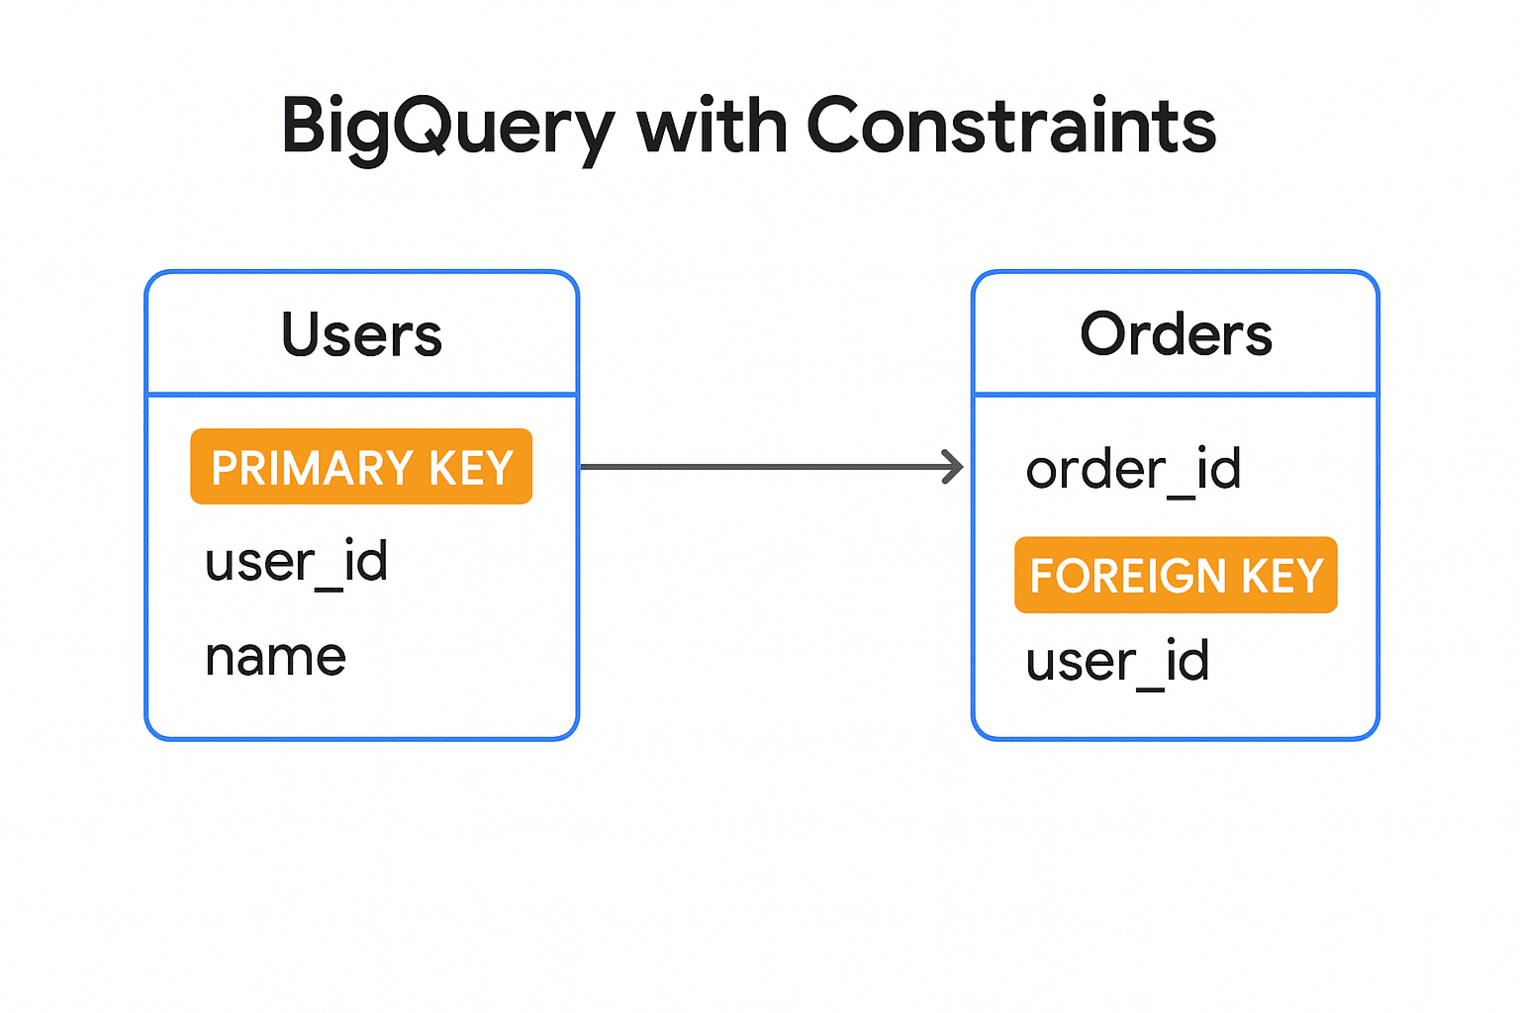 BigQuery with Constraints
Users
PRIMARY KEY
user_id
name
Orders
order_id
FOREIGN KEY
user_id